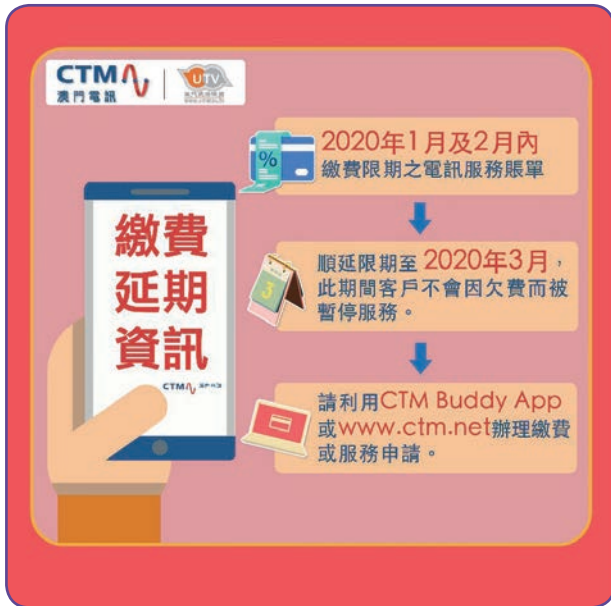 CTM
澳門電訊
UTV
繳費
延期
資訊
CTM
2020年1月及2月內
繳費限期之電訊服務賬單
%
順延限期至 2020年3月，
3
此期間客戶不會因欠費而被
暫停服務。
請利用CTM Buddy App
或www.ctm.net辦理繳費
或服務申請。